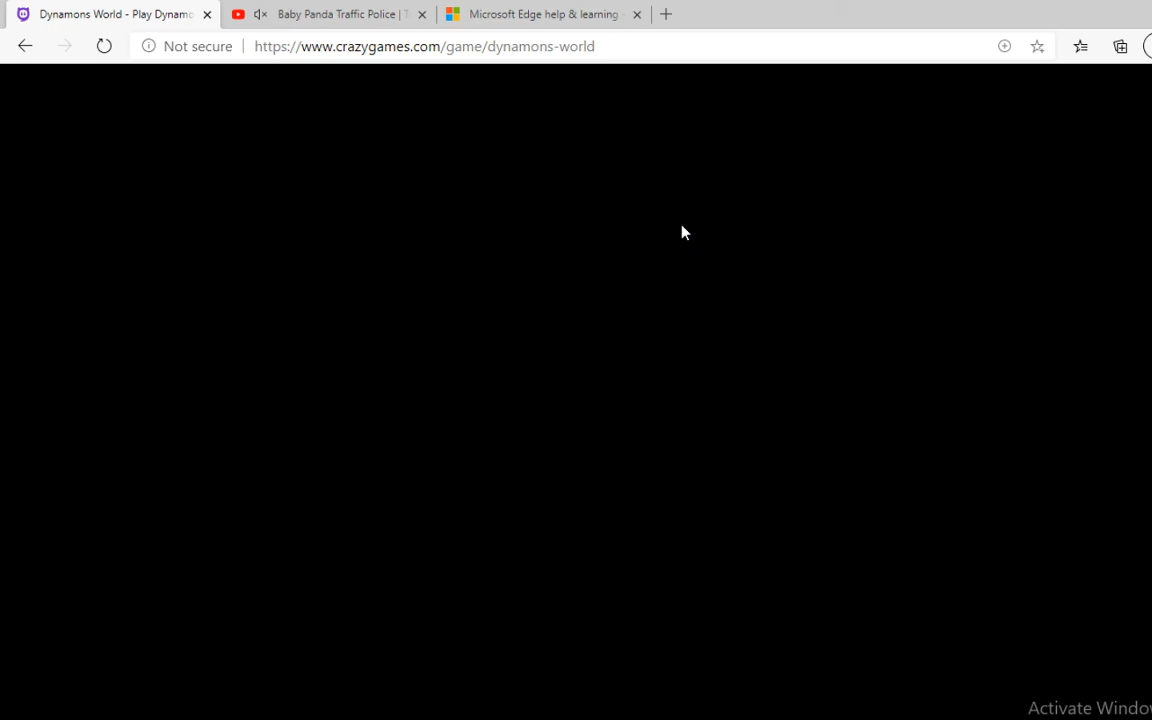 Dynamons World - Play Dynamo
Baby Panda Traffic Police | T
Microsoft Edge help & learning
Not secure | https://www.crazygames.com/game/dynamons-world
Activate Windo